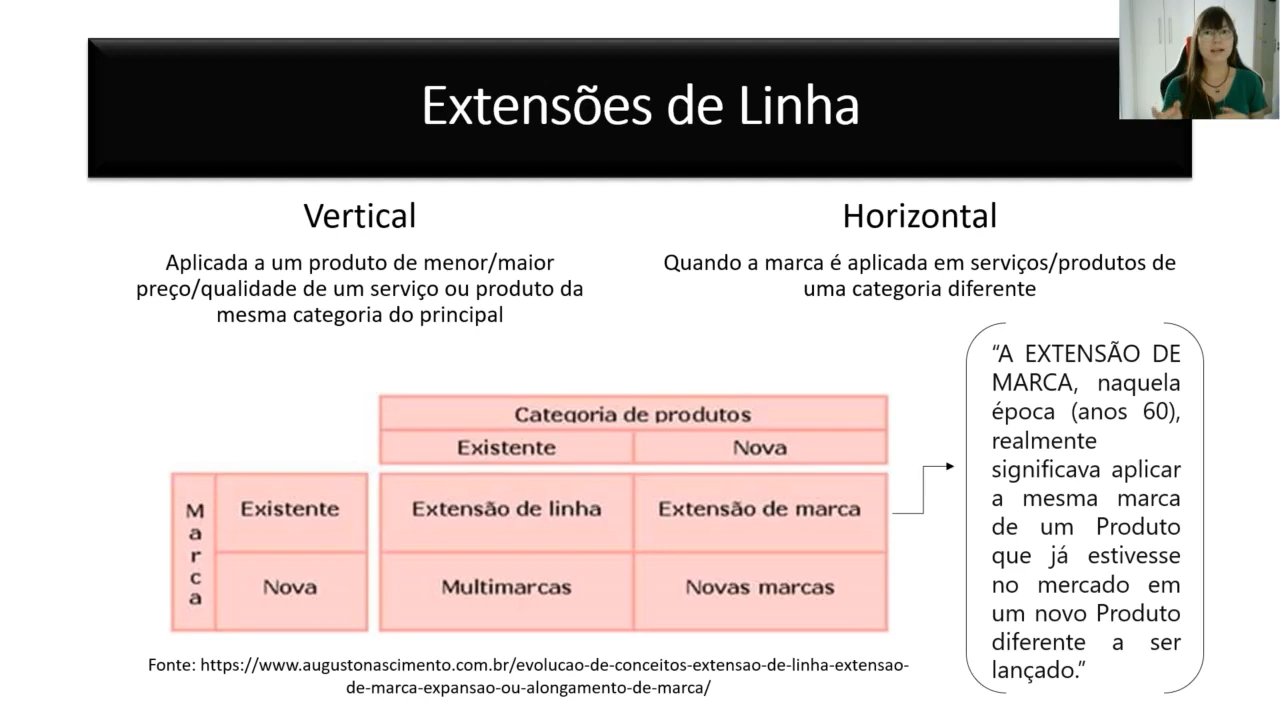 Extensões de Linha
Vertical
Aplicada a um produto de menor/maior
preço/qualidade de um serviço ou produto da
mesma categoria do principal
Horizontal
Quando a marca é aplicada em serviços/produtos de
uma categoria diferente
Categoria de produtos
Existente Nova
Marca
Existente Extensão de linha Extensão de marca
Nova Multimarcas Novas marcas
Fonte: https://www.augustonascimento.com.br/evolucao-de-conceitos-extensao-de-linha-extensao-
de-marca-expansao-ou-alongamento-de-marca/
“A EXTENSÃO DE
MARCA, naquela
época (anos 60),
realmente
significava aplicar
a mesma marca
de um Produto
que já estivesse
no mercado em
um novo Produto
diferente a ser
lançado.”